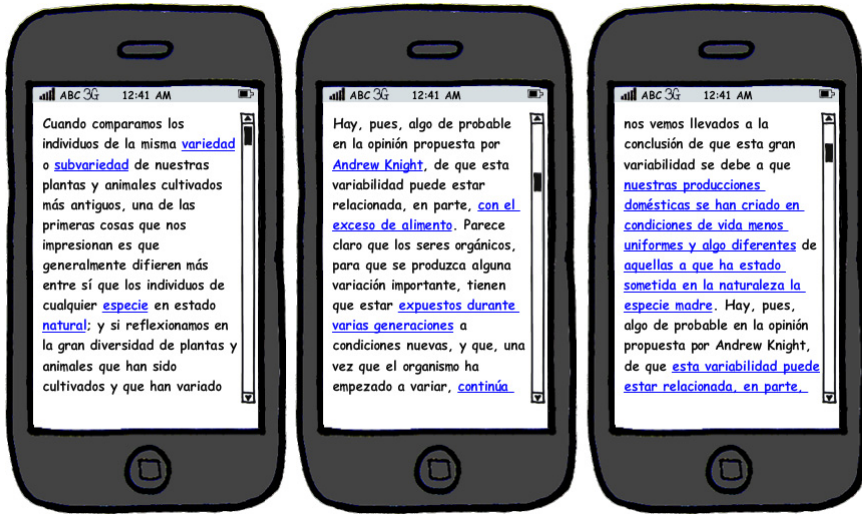 ABC 3G 12:41 AM
Cuando comparamos los
individuos de la misma variedad
o subvariedad de nuestras
plantas y animales cultivados
más antiguos, una de las
primeras cosas que nos
impresionan es que
generalmente difieren más
entre sí que los individuos de
cualquier especie en estado
natural; y si reflexionamos en
la gran diversidad de plantas y
animales que han sido
cultivados y que han variado
ABC 3G 12:41 AM
Hay, pues, algo de probable
en la opinión propuesta por
Andrew Knight, de que esta
variabilidad puede estar
relacionada, en parte, con el
exceso de alimento. Parece
claro que los seres orgánicos,
para que se produzca alguna
variación importante, tienen
que estar expuestos durante
varias generaciones a
condiciones nuevas, y que, una
vez que el organismo ha
empezado a variar, continúa
ABC 3G 12:41 AM
nos vemos llevados a la
conclusión de que esta gran
variabilidad se debe a que
nuestras producciones
domésticas se han criado en
condiciones de vida menos
uniformes y algo diferentes de
aquellas a que ha estado
sometida en la naturaleza la
especie madre. Hay, pues,
algo de probable en la opinión
propuesta por Andrew Knight,
de que esta variabilidad puede
estar relacionada, en parte,